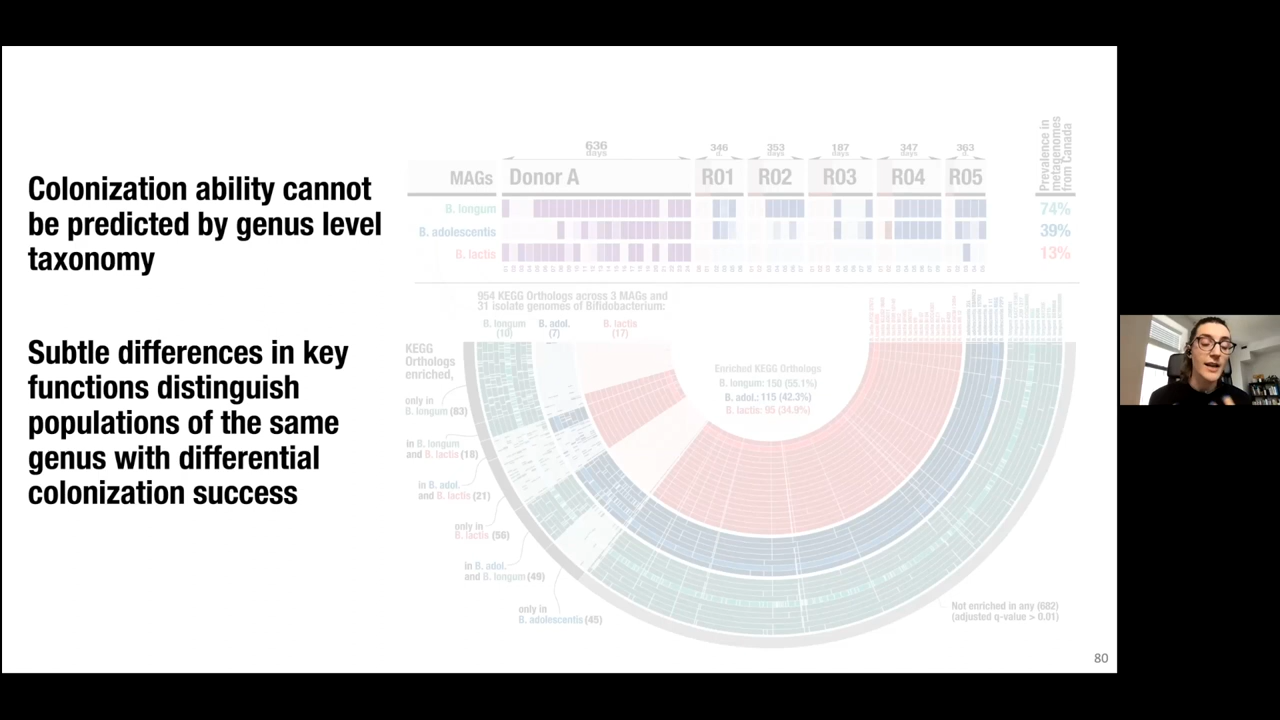 Colonization ability cannot
be predicted by genus level
taxonomy
Subtle differences in key
functions distinguish
populations of the same
genus with differential
colonization success
636
days
346
353
days
187
days
347
days
363
Prevalence in
metagenomes
from Canada
MAGs
Donor A
R01
R02
R03
R04
R05
B. longum
74%
B. adolescentis
39%
B. lactis
13%
954 KEGG Orthologs across 3 MAGs and
31 isolate genomes of Bifidobacterium:
B. longum
(10)
B. adol.
(7)
B. lactis
(17)
KEGG
Orthologs
enriched,
only in
B. longum (83)
in B. longum
and B. lactis (16)
in B. adol.
and B. lactis (21)
only in
B. lactis (56)
in B. adol.
and B. longum (49)
only in
B. adolescentis (45)
Enriched KEGG Orthologs
B. longum: 150 (55.1%)
B. adol.: 115 (42.3%)
B. lactis: 95 (34.9%)
Not enriched in any (682)
(adjusted q-value > 0.01)
80